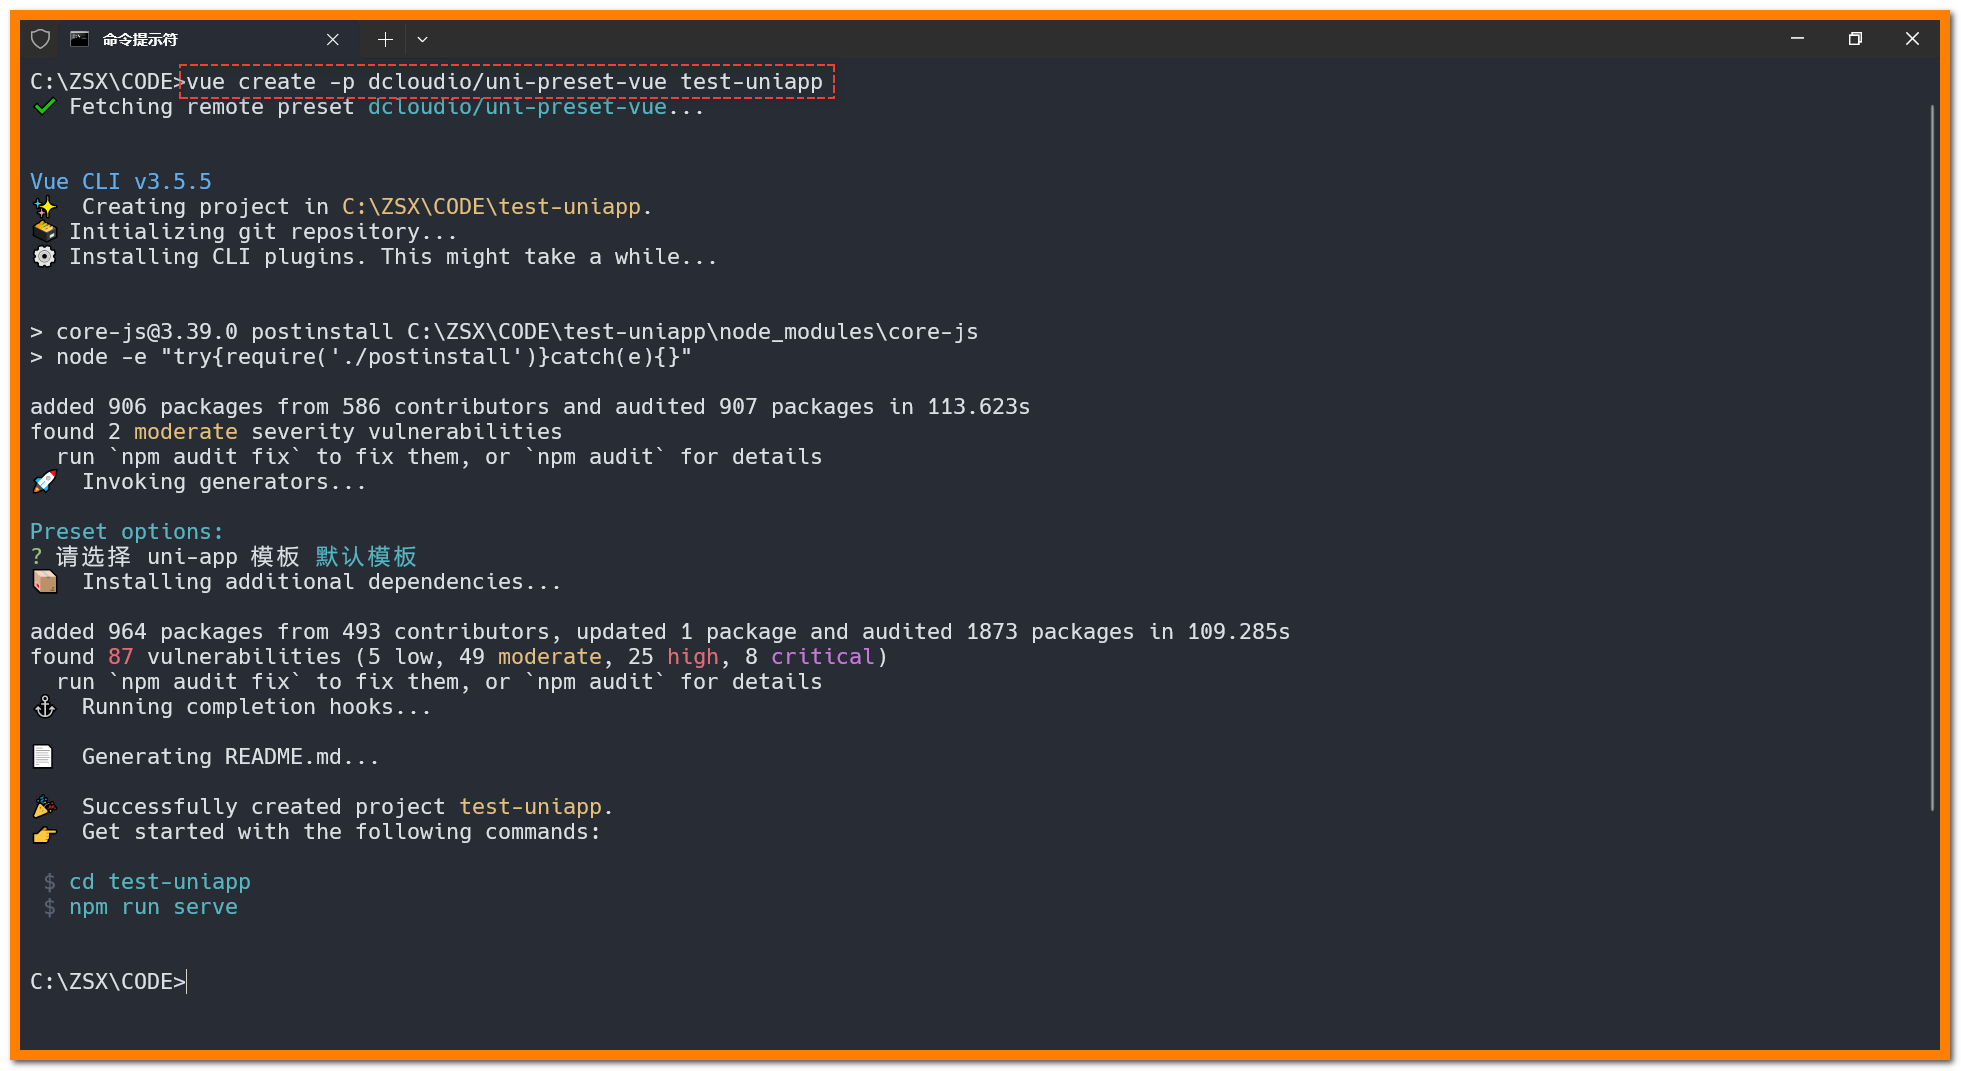 命令提示符
C:\ZSX\CODE>vue create -p dcloudio/uni-preset-vue test-uniapp
Fetching remote preset dcloudio/uni-preset-vue...
Vue CLI v3.5.5
Creating project in C:\ZSX\CODE\test-uniapp.
Initializing git repository...
Installing CLI plugins. This might take a while...
> core-js@3.39.0 postinstall C:\ZSX\CODE\test-uniapp\node_modules\core-js
> node -e "try{require('./postinstall')}catch(e){}"
added 906 packages from 586 contributors and audited 907 packages in 113.623s
found 2 moderate severity vulnerabilities
run `npm audit fix` to fix them, or `npm audit` for details
Invoking generators...
Preset options:
? 请选择 uni-app 模板 默认模板
Installing additional dependencies...
added 964 packages from 493 contributors, updated 1 package and audited 1873 packages in 109.285s
found 87 vulnerabilities (5 low, 49 moderate, 25 high, 8 critical)
run `npm audit fix` to fix them, or `npm audit` for details
Running completion hooks...
Generating README.md...
Successfully created project test-uniapp.
Get started with the following commands:
$ cd test-uniapp
$ npm run serve
C:\ZSX\CODE>